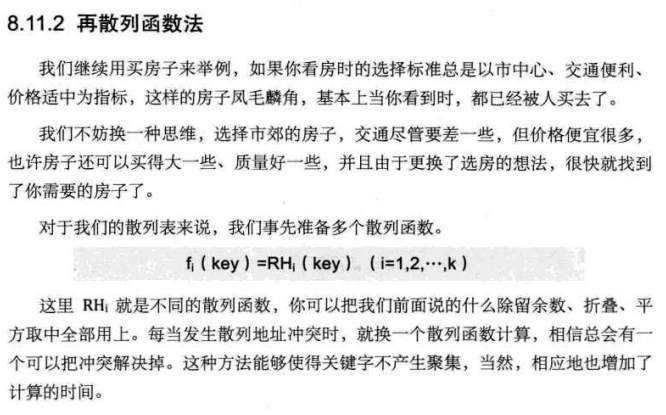 8.11.2 再散列函数法
我们继续用买房子来举例，如果你看房时的选择标准总是以市中心、交通便利、
价格适中为指标，这样的房子凤毛麟角，基本上当你看到时，都已经被人买去了。
我们不妨换一种思维，选择市郊的房子，交通尽管要差一些，但价格便宜很多，
也许房子还可以买得大一些、质量好一些，并且由于更换了选房的想法，很快就找到
了你需要的房子了。
对于我们的散列表来说，我们事先准备多个散列函数。
fᵢ（key）=RHᵢ（key）（i=1,2,…,k）
这里 RHᵢ 就是不同的散列函数，你可以把我们前面说的什么除留余数、折叠、平
方取中全部用上。每当发生散列地址冲突时，就换一个散列函数计算，相信总会有一
个可以把冲突解决掉。这种方法能够使得关键字不产生聚集，当然，相应地也增加了
计算的时间。